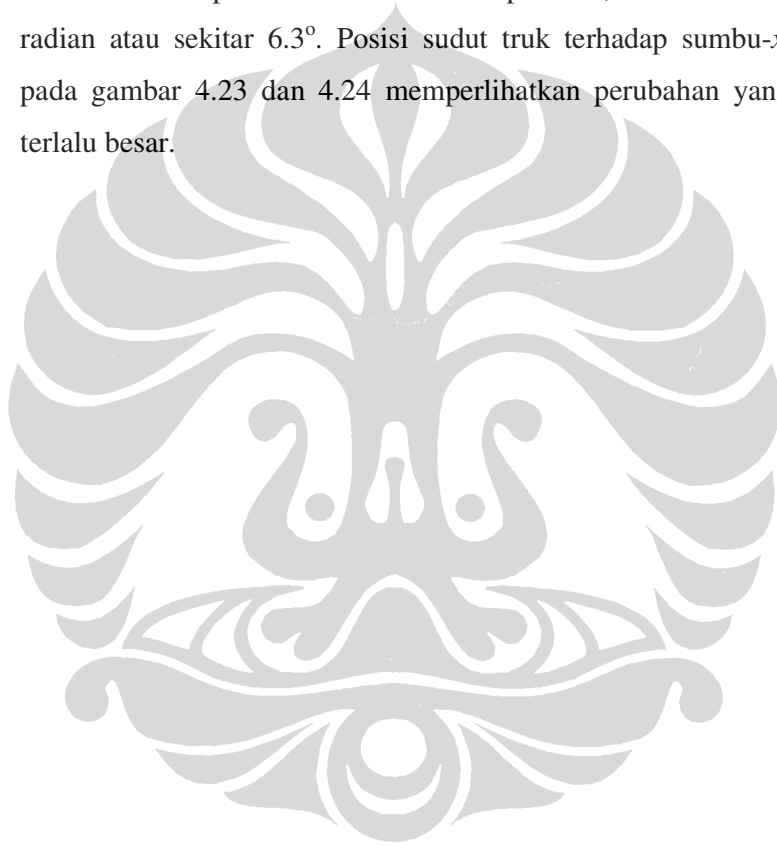 radian atau sekitar 6.3°. Posisi sudut truk terhadap sumbu-x
pada gambar 4.23 dan 4.24 memperlihatkan perubahan yan
terlalu besar.